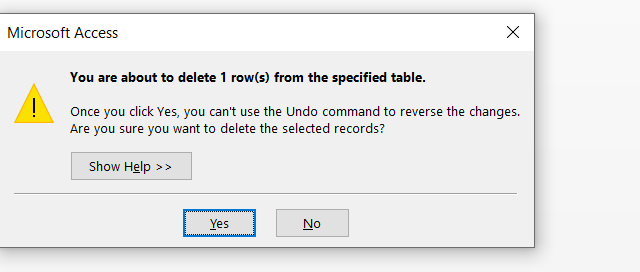 Microsoft Access
You are about to delete 1 row(s) from the specified table.
Once you click Yes, you can't use the Undo command to reverse the changes.
Are you sure you want to delete the selected records?
Show Help >>
Yes
No